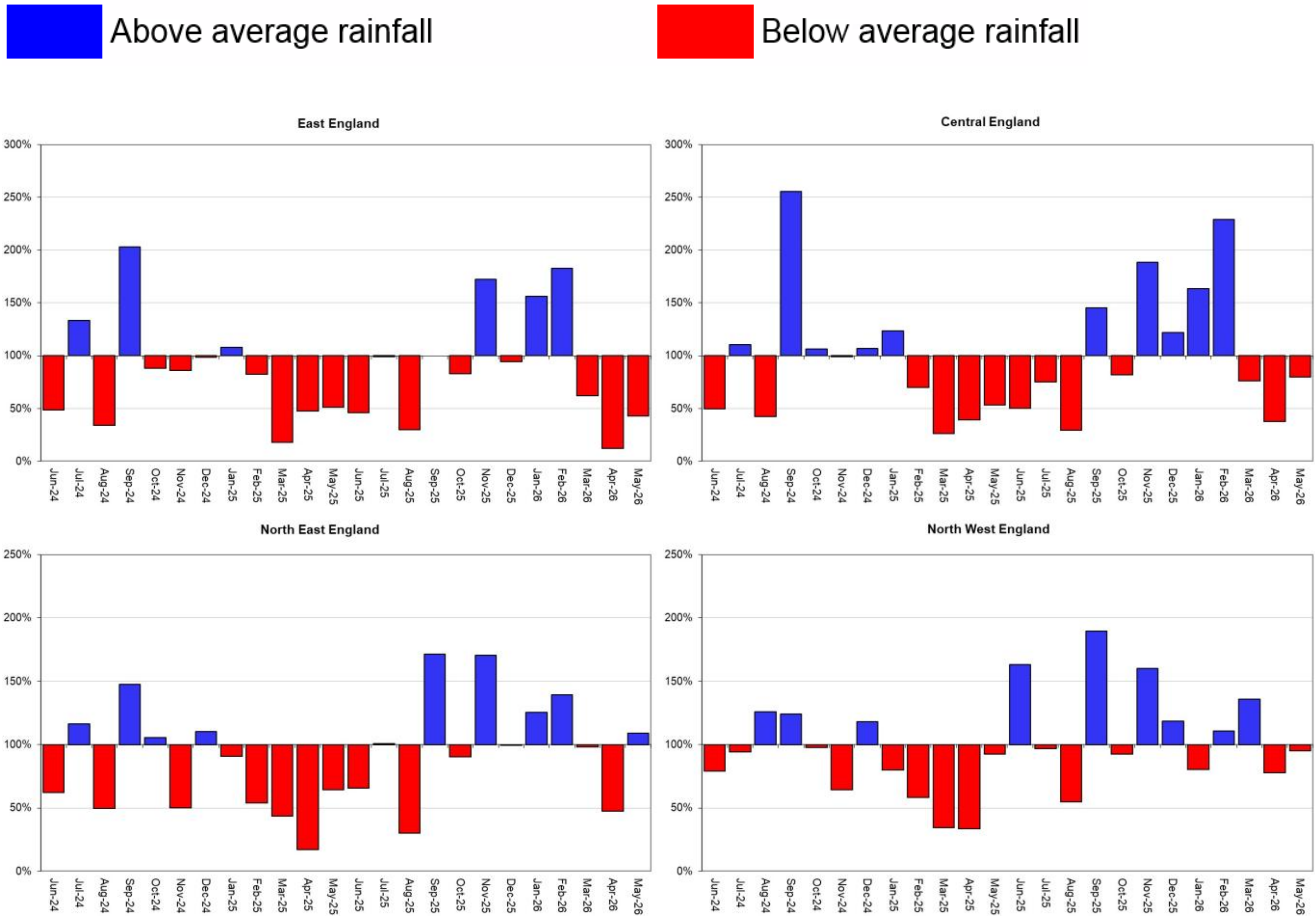 Above average rainfall
Below average rainfall
East England
300%
250%
200%
150%
100%
50%
0%
Jun-24
Jul-24
Aug-24
Sep-24
Oct-24
Nov-24
Dec-24
Jan-25
Feb-25
Mar-25
Apr-25
May-25
Jun-25
Jul-25
Aug-25
Sep-25
Oct-25
Nov-25
Dec-25
Jan-26
Feb-26
Mar-26
Apr-26
May-26
Central England
300%
250%
200%
150%
100%
50%
0%
Jun-24
Jul-24
Aug-24
Sep-24
Oct-24
Nov-24
Dec-24
Jan-25
Feb-25
Mar-25
Apr-25
May-25
Jun-25
Jul-25
Aug-25
Sep-25
Oct-25
Nov-25
Dec-25
Jan-26
Feb-26
Mar-26
Apr-26
May-26
North East England
250%
200%
150%
100%
50%
0%
Jun-24
Jul-24
Aug-24
Sep-24
Oct-24
Nov-24
Dec-24
Jan-25
Feb-25
Mar-25
Apr-25
May-25
Jun-25
Jul-25
Aug-25
Sep-25
Oct-25
Nov-25
Dec-25
Jan-26
Feb-26
Mar-26
Apr-26
May-26
North West England
250%
200%
150%
100%
50%
0%
Jun-24
Jul-24
Aug-24
Sep-24
Oct-24
Nov-24
Dec-24
Jan-25
Feb-25
Mar-25
Apr-25
May-25
Jun-25
Jul-25
Aug-25
Sep-25
Oct-25
Nov-25
Dec-25
Jan-26
Feb-26
Mar-26
Apr-26
May-26